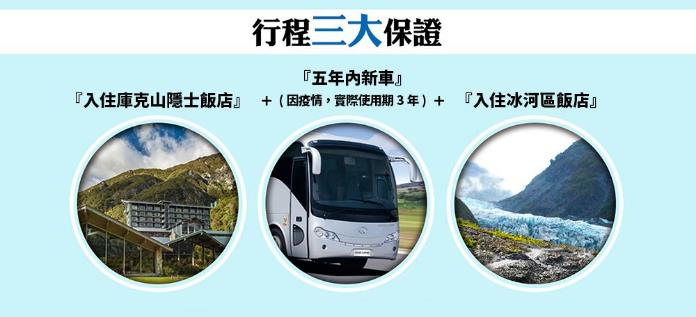 行程三大保證
『入住庫克山隱士飯店』
+
『五年內新車』
( 因疫情，實際使用期 3 年 )
+
『入住冰河區飯店』